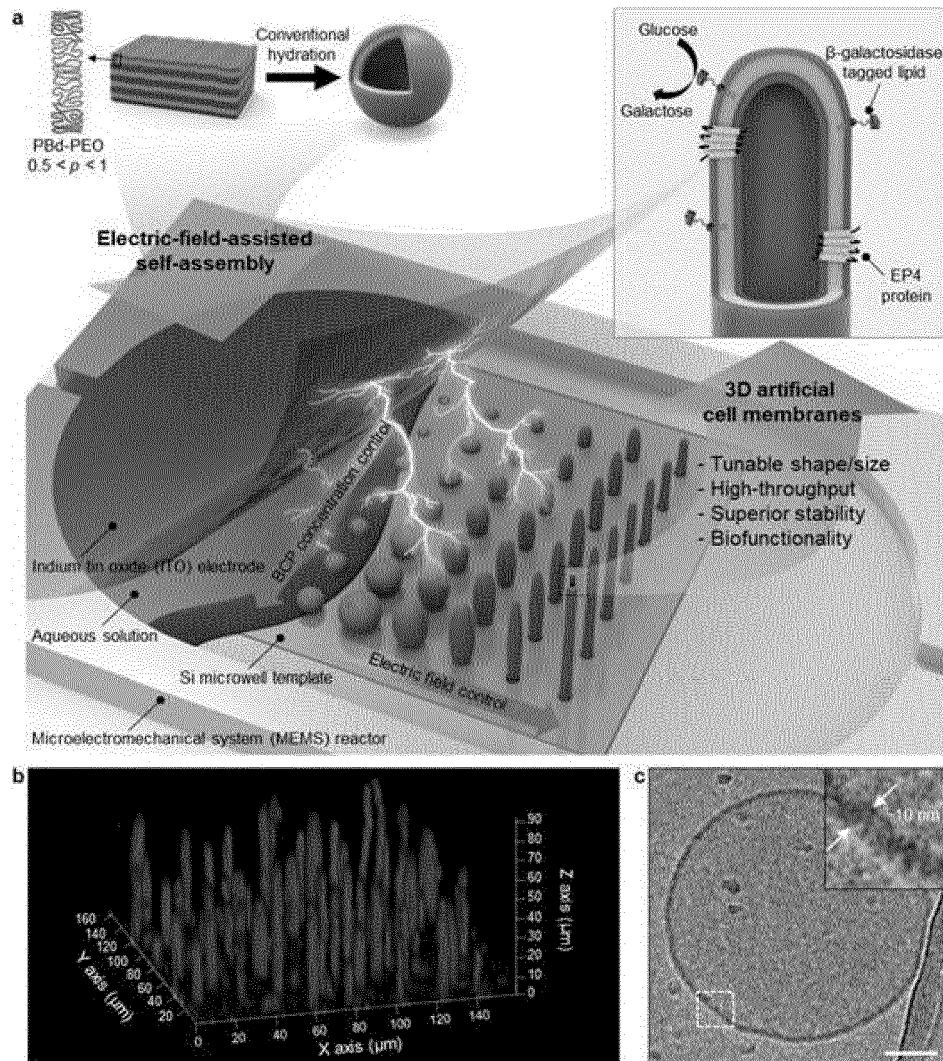 a
Conventional
hydration
PBd-PEO
0.5 < p < 1
Glucose
Galactose
β-galactosidase
tagged lipid
EP4
protein
Electric-field-assisted
self-assembly
3D artificial
cell membranes
- Tunable shape/size
- High-throughput
- Superior stability
- Biofunctionality
BCP concentration control
Electric field control
Indium tin oxide (ITO) electrode
Aqueous solution
Si microwell template
Microelectromechanical system (MEMS) reactor
b
90
80
70
60
50
40
30
20
10
0
Z axis (μm)
160
140
120
100
80
60
40
20
Y axis (μm)
0
20
40
60
80
100
120
140
X axis (μm)
c
~10 nm